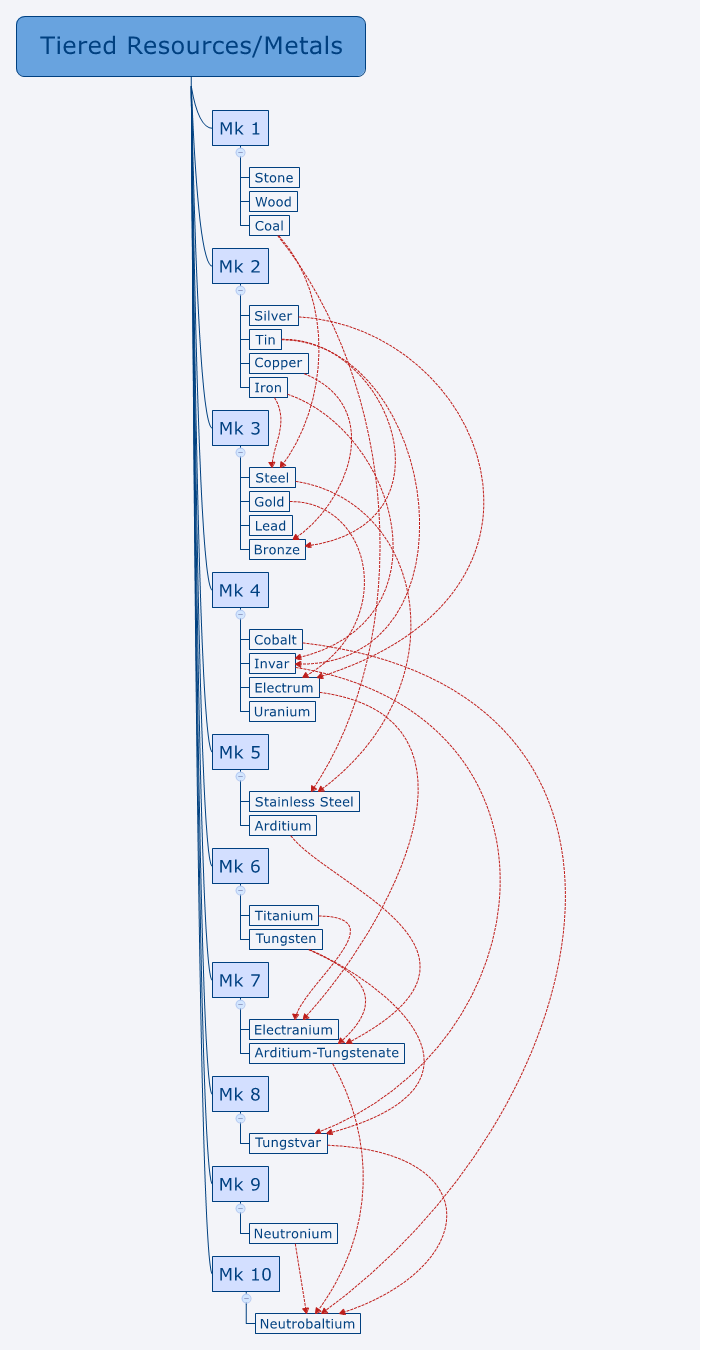 Tiered Resources/Metals
Mk 1
Stone
Wood
Coal
Mk 2
Silver
Tin
Copper
Iron
Mk 3
Steel
Gold
Lead
Bronze
Mk 4
Cobalt
Invar
Electrum
Uranium
Mk 5
Stainless Steel
Arditium
Mk 6
Titanium
Tungsten
Mk 7
Electranium
Arditium-Tungstenate
Mk 8
Tungstvar
Mk 9
Neutronium
Mk 10
Neutrobaltium